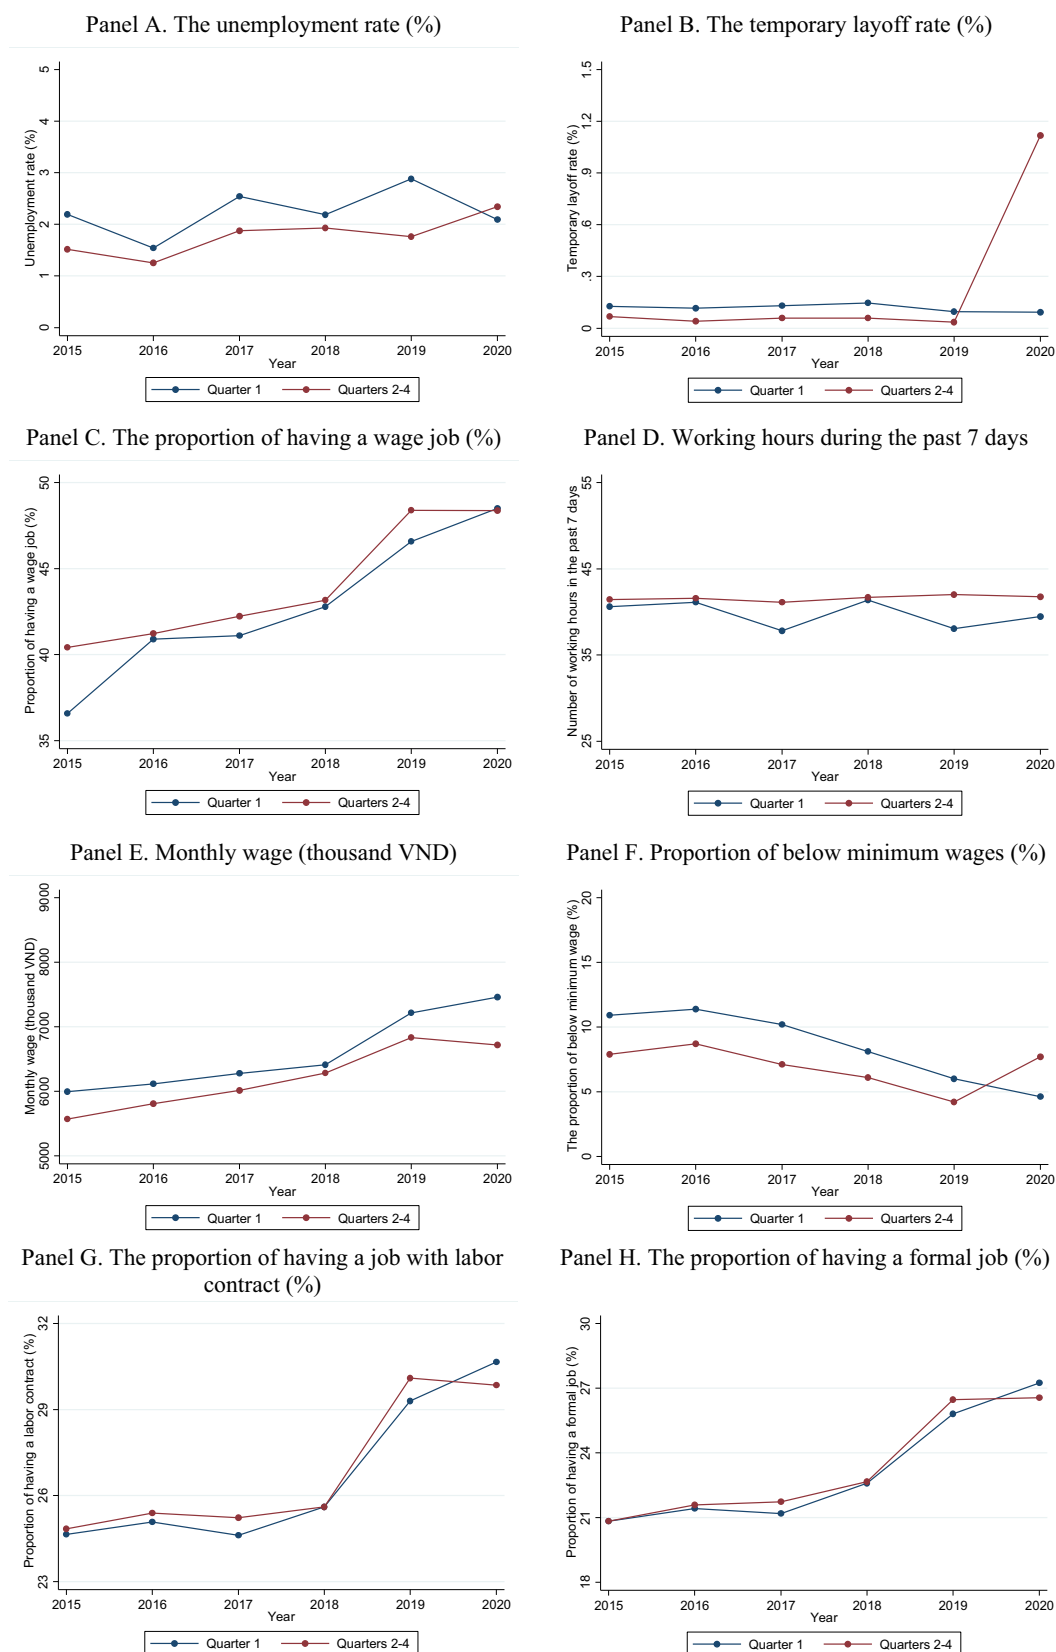 Panel A. The unemployment rate (%)
Unemployment rate (%)
5
4
3
2
1
0
2015 2016 2017 2018 2019 2020
Year
Quarter 1 Quarters 2-4
Panel B. The temporary layoff rate (%)
Temporary layoff rate (%)
1.5
1.2
.9
.6
.3
0
2015 2016 2017 2018 2019 2020
Year
Quarter 1 Quarters 2-4
Panel C. The proportion of having a wage job (%)
Proportion of having a wage job (%)
50
45
40
35
2015 2016 2017 2018 2019 2020
Year
Quarter 1 Quarters 2-4
Panel D. Working hours during the past 7 days
Number of working hours in the past 7 days
55
45
35
25
2015 2016 2017 2018 2019 2020
Year
Quarter 1 Quarters 2-4
Panel E. Monthly wage (thousand VND)
Monthly wage (thousand VND)
9000
8000
7000
6000
5000
2015 2016 2017 2018 2019 2020
Year
Quarter 1 Quarters 2-4
Panel F. Proportion of below minimum wages (%)
The proportion of below minimum wage (%)
20
15
10
5
0
2015 2016 2017 2018 2019 2020
Year
Quarter 1 Quarters 2-4
Panel G. The proportion of having a job with labor
contract (%)
Proportion of having a labor contract (%)
32
29
26
23
2015 2016 2017 2018 2019 2020
Year
Quarter 1 Quarters 2-4
Panel H. The proportion of having a formal job (%)
Proportion of having a formal job (%)
30
27
24
21
18
2015 2016 2017 2018 2019 2020
Year
Quarter 1 Quarters 2-4